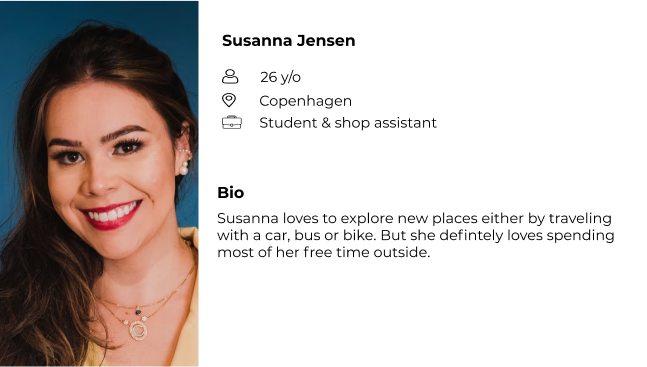 Susanna Jensen
26 y/o
Copenhagen
Student & shop assistant
Bio
Susanna loves to explore new places either by traveling
with a car, bus or bike. But she defintely loves spending
most of her free time outside.